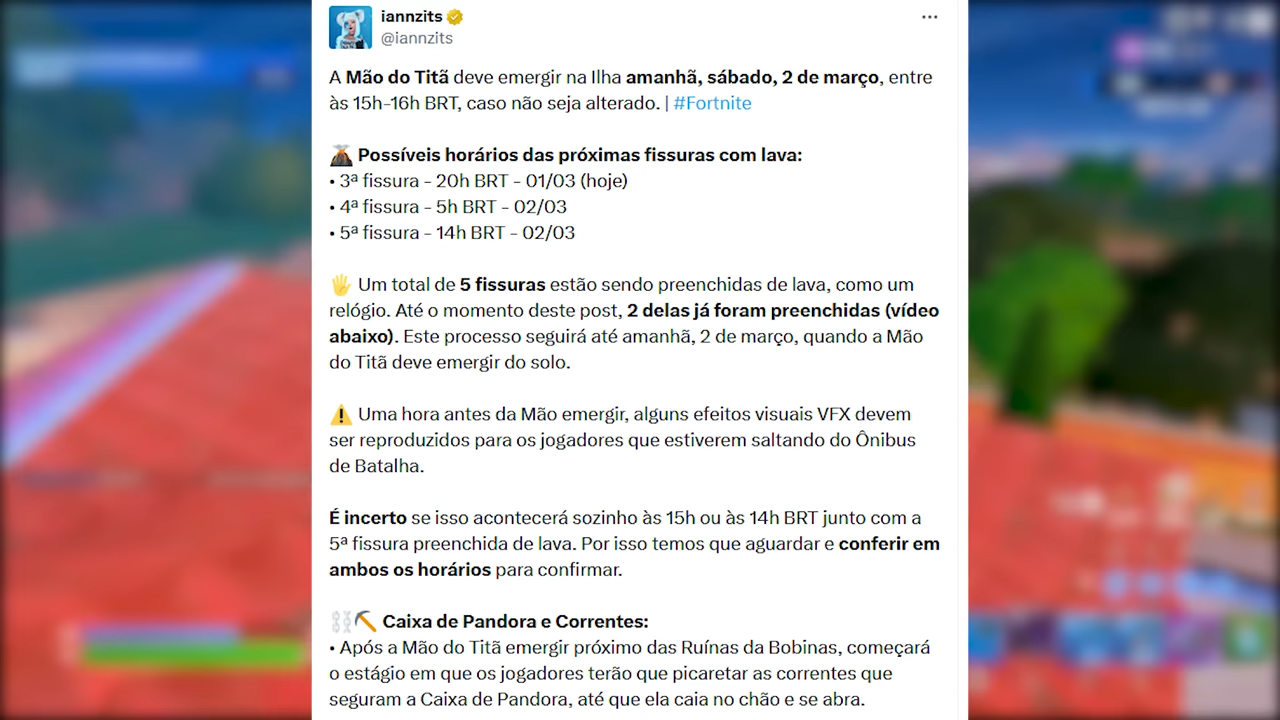 iannzits
@iannzits
A Mão do Titã deve emergir na Ilha amanhã, sábado, 2 de março, entre
às 15h-16h BRT, caso não seja alterado. | #Fortnite
🌋 Possíveis horários das próximas fissuras com lava:
• 3ª fissura - 20h BRT - 01/03 (hoje)
• 4ª fissura - 5h BRT - 02/03
• 5ª fissura - 14h BRT - 02/03
🖐 Um total de 5 fissuras estão sendo preenchidas de lava, como um
relógio. Até o momento deste post, 2 delas já foram preenchidas (vídeo
abaixo). Este processo seguirá até amanhã, 2 de março, quando a Mão
do Titã deve emergir do solo.
⚠️ Uma hora antes da Mão emergir, alguns efeitos visuais VFX devem
ser reproduzidos para os jogadores que estiverem saltando do Ônibus
de Batalha.
É incerto se isso acontecerá sozinho às 15h ou às 14h BRT junto com a
5ª fissura preenchida de lava. Por isso temos que aguardar e conferir em
ambos os horários para confirmar.
⛓⛏ Caixa de Pandora e Correntes:
• Após a Mão do Titã emergir próximo das Ruínas da Bobinas, começará
o estágio em que os jogadores terão que picaretar as correntes que
seguram a Caixa de Pandora, até que ela caia no chão e se abra.